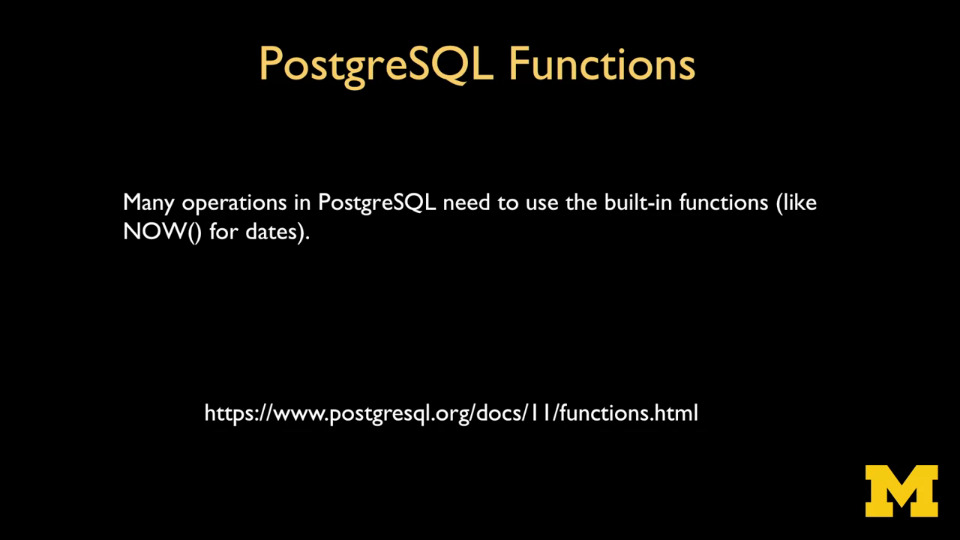 PostgreSQL Functions
Many operations in PostgreSQL need to use the built-in functions (like
NOW() for dates).
https://www.postgresql.org/docs/11/functions.html
M